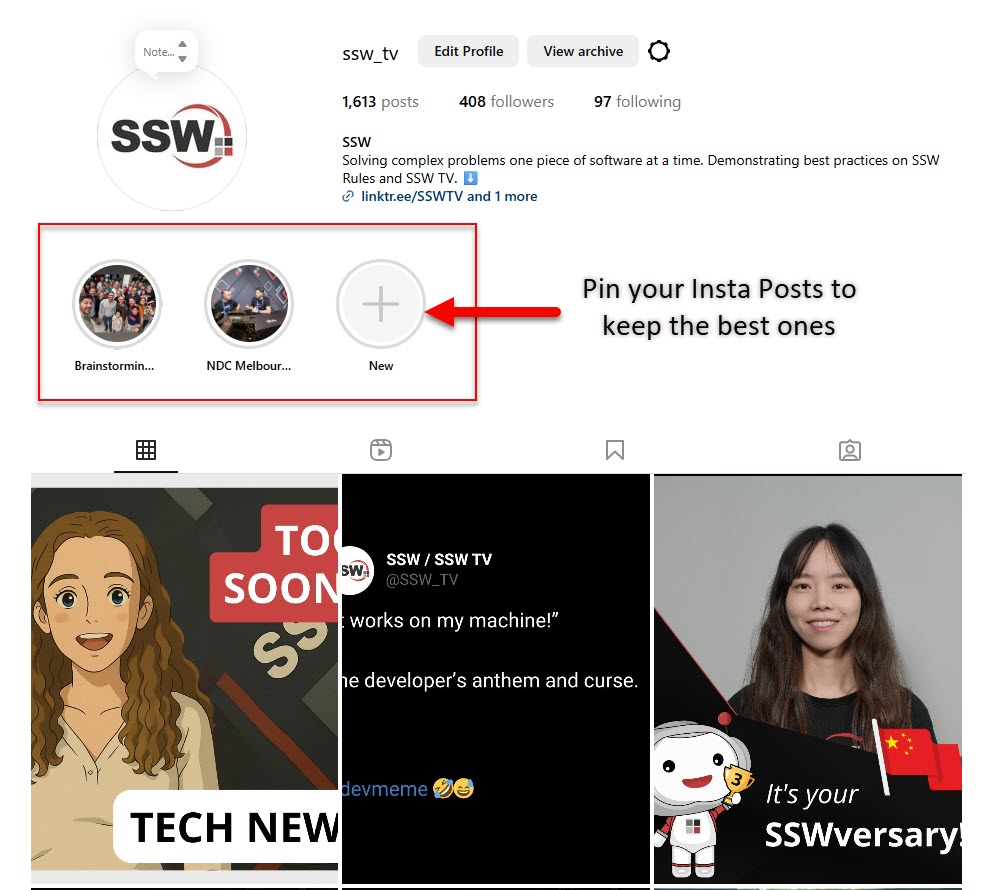 Note...
ssw_tv Edit Profile View archive
1,613 posts 408 followers 97 following
SSW
SSW
Solving complex problems one piece of software at a time. Demonstrating best practices on SSW
Rules and SSW TV. ⬇️
linktr.ee/SSWTV and 1 more
Pin your Insta Posts to
keep the best ones
Brainstormin... NDC Melbour... New
TOO
SOON
SS
TECH NEW
SSW
SSW / SSW TV
@SSW_TV
t works on my machine!”
he developer’s anthem and curse.
devmeme 🤣😅
3
It's your
SSWversary!